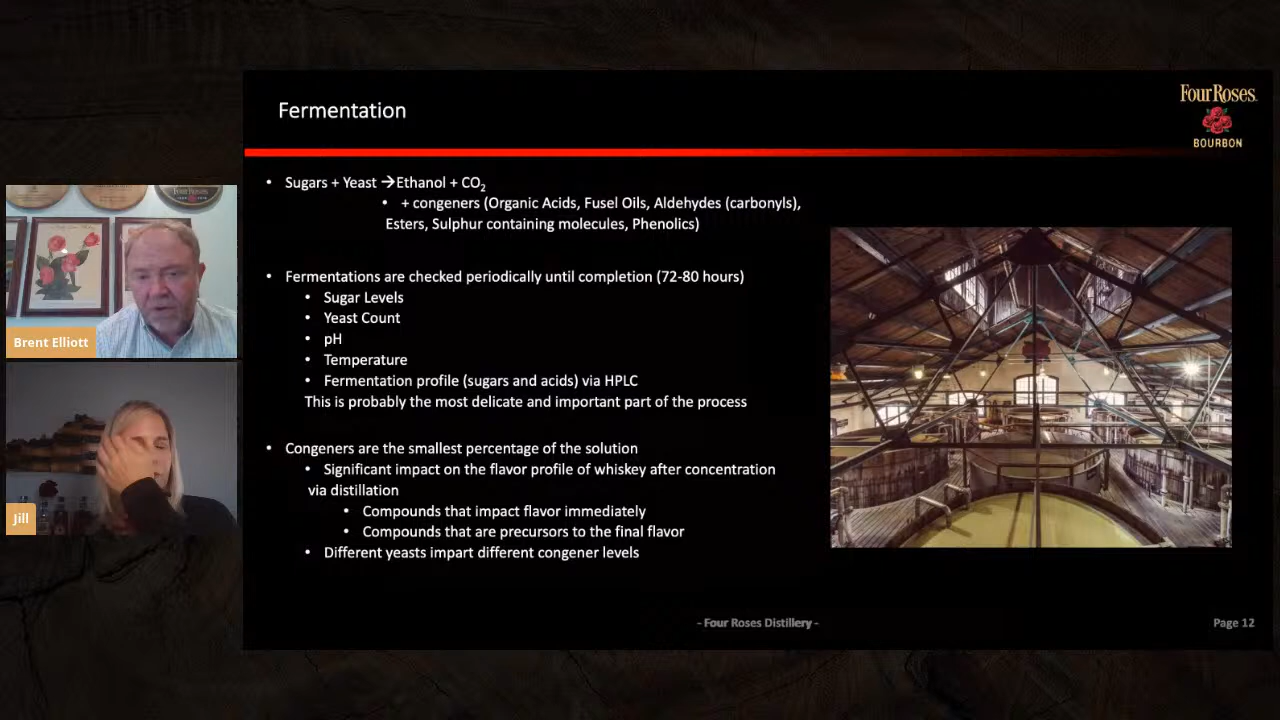 Fermentation
Four Roses
BOURBON
• Sugars + Yeast →Ethanol + CO2
• + congeners (Organic Acids, Fusel Oils, Aldehydes (carbonyls),
Esters, Sulphur containing molecules, Phenolics)
• Fermentations are checked periodically until completion (72-80 hours)
• Sugar Levels
• Yeast Count
• pH
• Temperature
• Fermentation profile (sugars and acids) via HPLC
This is probably the most delicate and important part of the process
• Congeners are the smallest percentage of the solution
• Significant impact on the flavor profile of whiskey after concentration
via distillation
• Compounds that impact flavor immediately
• Compounds that are precursors to the final flavor
• Different yeasts impart different congener levels
- Four Roses Distillery -
Page 12
Brent Elliott
Jill